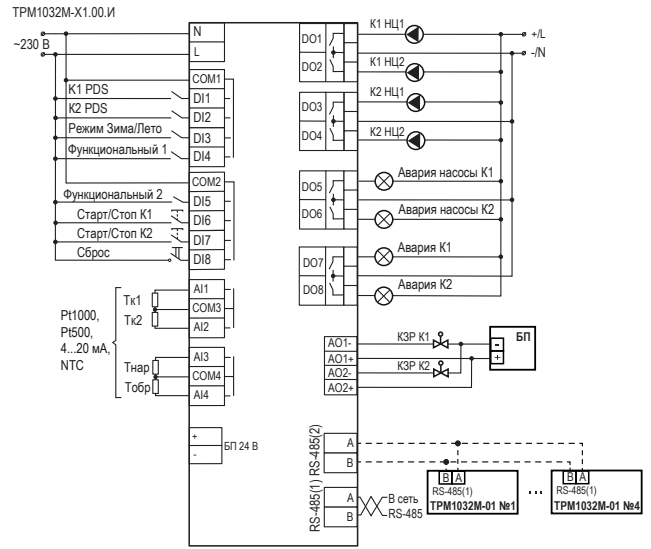 ТРМ1032М-Х1.00.И
~230 В
N
L
COM1
K1 PDS
DI1
K2 PDS
DI2
Режим Зима/Лето
DI3
Функциональный 1
DI4
COM2
Функциональный 2
DI5
Старт/Стоп К1
DI6
Старт/Стоп К2
DI7
Сброс
DI8
Pt1000,
Pt500,
4...20 мА,
NTC
Тк1
AI1
COM3
Тк2
AI2
Тнар
AI3
COM4
Тобр
AI4
+
-
БП 24 В
DO1
К1 НЦ1
+/L
-/N
DO2
К1 НЦ2
DO3
К2 НЦ1
DO4
К2 НЦ2
DO5
Авария насосы К1
DO6
Авария насосы К2
DO7
Авария К1
DO8
Авария К2
AO1-
КЗР К1
AO1+
AO2-
КЗР К2
AO2+
БП
-
+
RS-485(2)
A
B
RS-485(1)
A
B
В сеть
RS-485
B A
RS-485(1)
ТРМ1032М-01 №1
...
B A
RS-485(1)
ТРМ1032М-01 №4